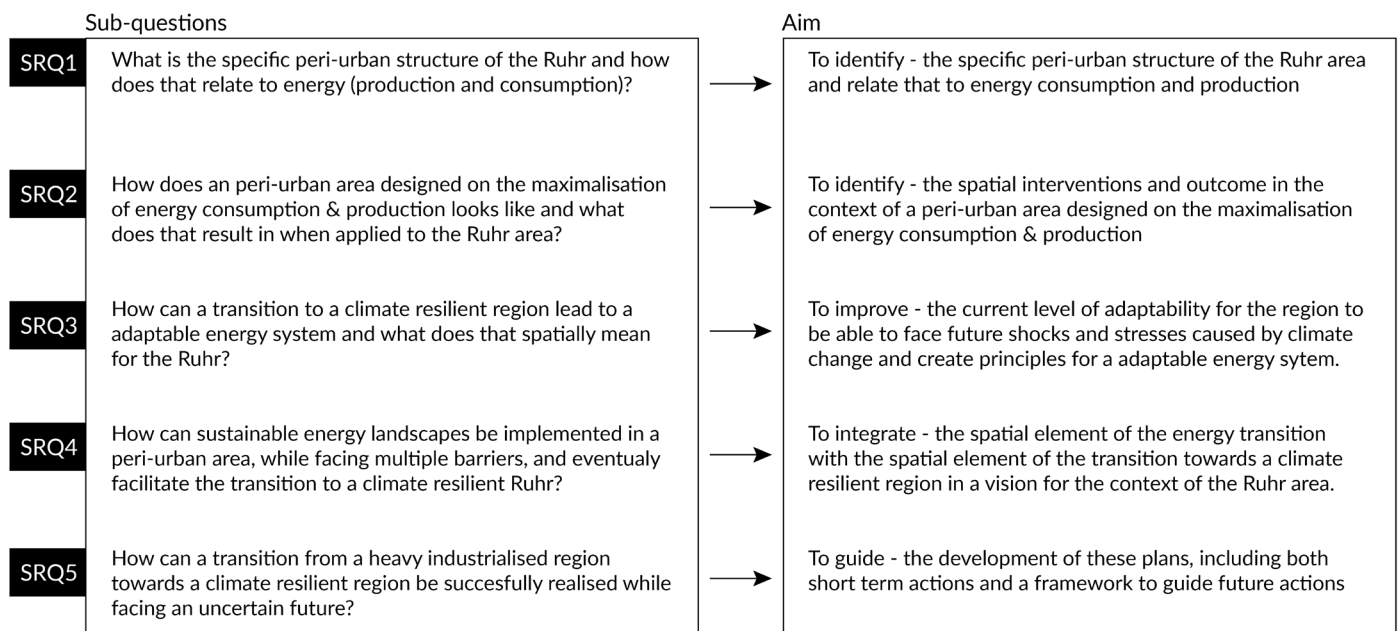 Sub-questions
Aim
SRQ1
What is the specific peri-urban structure of the Ruhr and how
does that relate to energy (production and consumption)?
To identify - the specific peri-urban structure of the Ruhr area
and relate that to energy consumption and production
SRQ2
How does an peri-urban area designed on the maximalisation
of energy consumption & production looks like and what
does that result in when applied to the Ruhr area?
To identify - the spatial interventions and outcome in the
context of a peri-urban area designed on the maximalisation
of energy consumption & production
SRQ3
How can a transition to a climate resilient region lead to a
adaptable energy system and what does that spatially mean
for the Ruhr?
To improve - the current level of adaptability for the region to
be able to face future shocks and stresses caused by climate
change and create principles for a adaptable energy sytem.
SRQ4
How can sustainable energy landscapes be implemented in a
peri-urban area, while facing multiple barriers, and eventualy
facilitate the transition to a climate resilient Ruhr?
To integrate - the spatial element of the energy transition
with the spatial element of the transition towards a climate
resilient region in a vision for the context of the Ruhr area.
SRQ5
How can a transition from a heavy industrialised region
towards a climate resilient region be succesfully realised while
facing an uncertain future?
To guide - the development of these plans, including both
short term actions and a framework to guide future actions